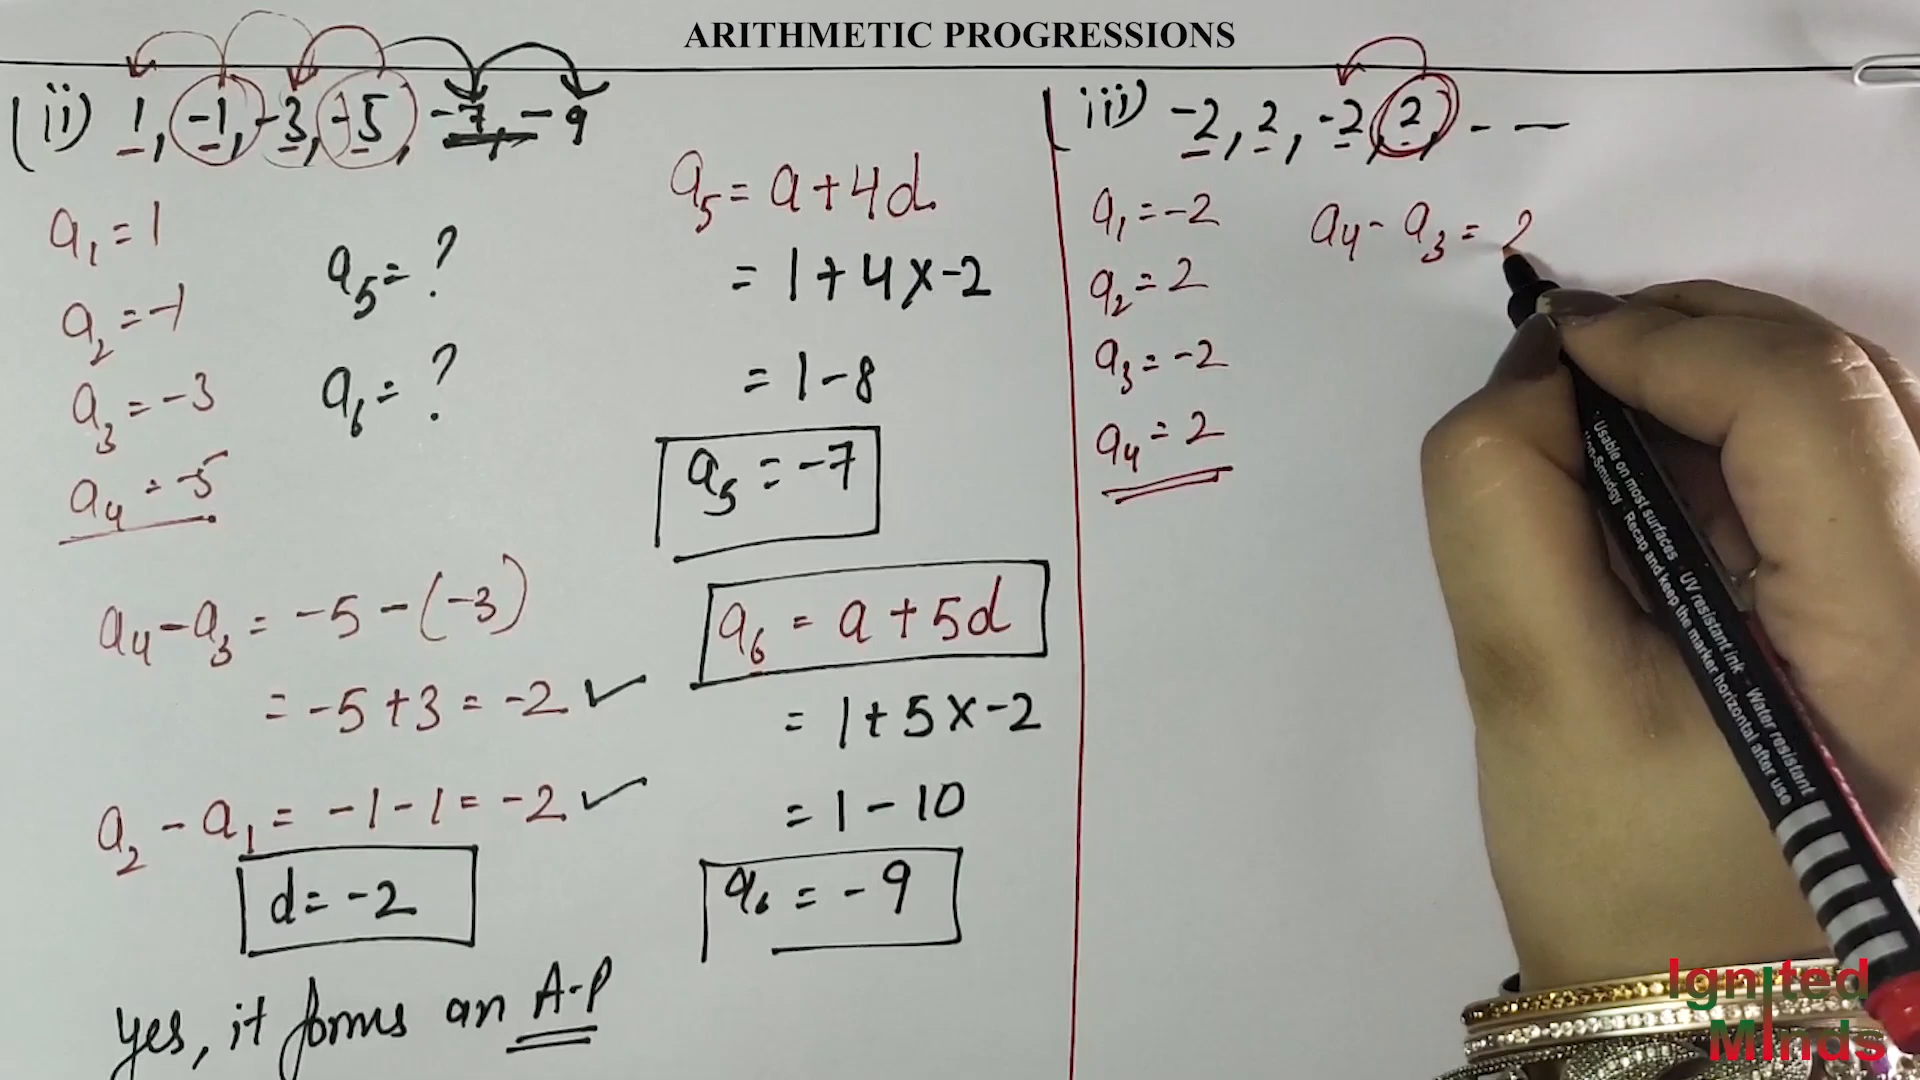 ARITHMETIC PROGRESSIONS
(ii) 1, -1, -3, -5, -7, -9
a1 = 1
a2 = -1
a3 = -3
a4 = -5
a5 = ?
a6 = ?
a4 - a3 = -5 - (-3)
= -5 + 3 = -2 ✓
a2 - a1 = -1 - 1 = -2 ✓
d = -2
yes, it forms an A-P
a5 = a + 4d
= 1 + 4 x -2
= 1 - 8
a5 = -7
a6 = a + 5d
= 1 + 5 x -2
= 1 - 10
a6 = -9
(iii) -2, 2, -2, 2, - —
a1 = -2
a2 = 2
a3 = -2
a4 = 2
a4 - a3 = 2
Usable on most surfaces · UV resistant ink · Water resistant
Non-Smudgy · Recap and keep the marker horizontal after use
Ignited
Minds